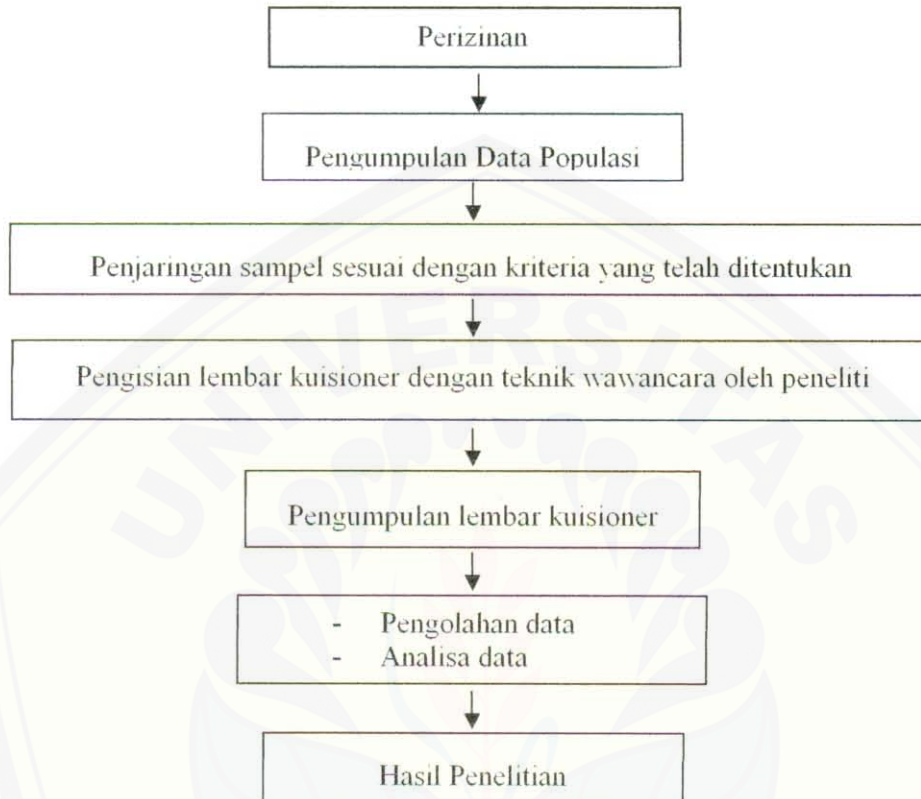 Perizinan
Pengumpulan Data Populasi
Penjaringan sampel sesuai dengan kriteria yang telah ditentukan
Pengisian lembar kuisioner dengan teknik wawancara oleh peneliti
Pengumpulan lembar kuisioner
- Pengolahan data
- Analisa data
Hasil Penelitian
UNIVERSITAS